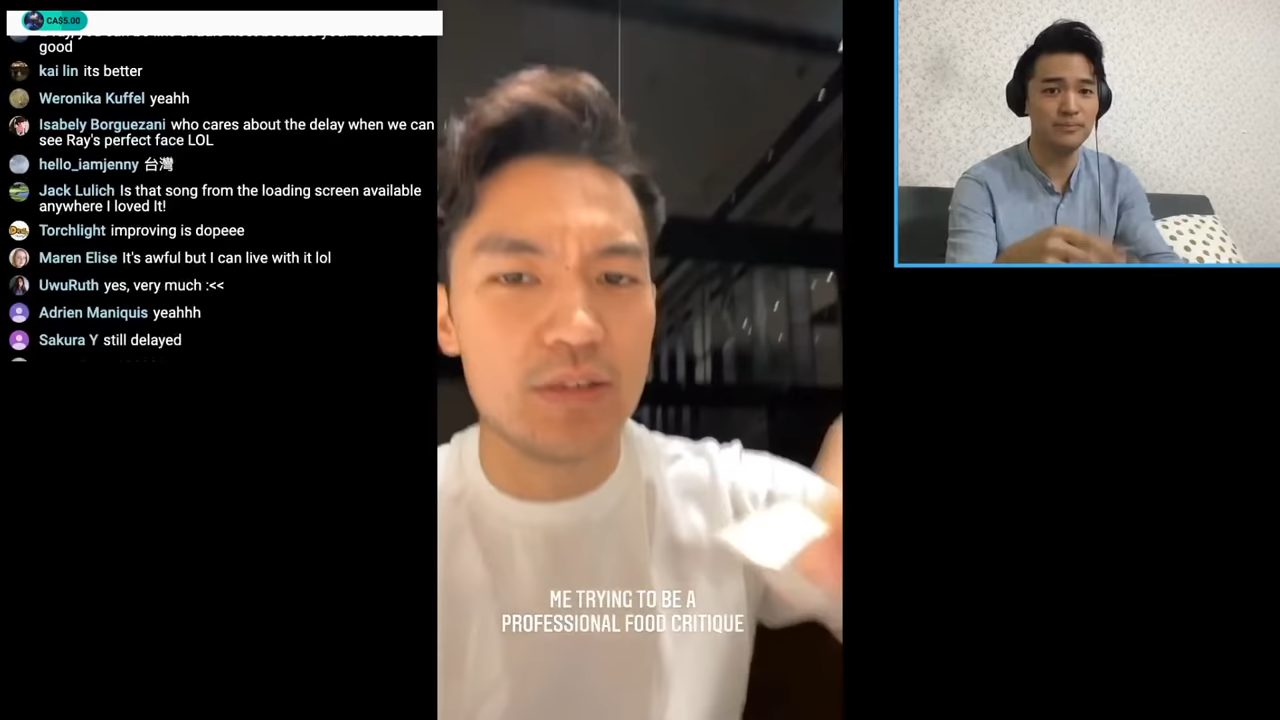 CA$5.00
good
kai lin its better
Weronika Kuffel yeahh
Isabely Borguezani who cares about the delay when we can
see Ray's perfect face LOL
hello_iamjenny 台灣
Jack Lulich Is that song from the loading screen available
anywhere I loved It!
Torchlight improving is dopeee
Maren Elise It's awful but I can live with it lol
UwuRuth yes, very much :<<
Adrien Maniquis yeahhh
Sakura Y still delayed
ME TRYING TO BE A
PROFESSIONAL FOOD CRITIQUE